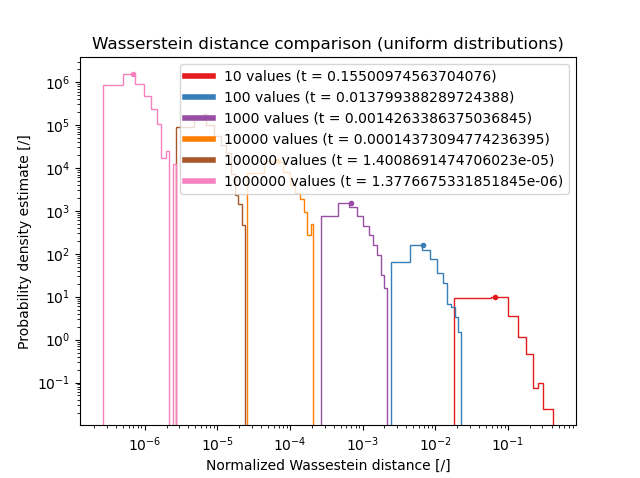 Wasserstein distance comparison (uniform distributions)
10 values (t = 0.15500974563704076)
100 values (t = 0.013799388289724388)
1000 values (t = 0.0014263386375036845)
10000 values (t = 0.00014373094774236395)
100000 values (t = 1.4008691474706023e-05)
1000000 values (t = 1.3776675331851845e-06)
Probability density estimate [/]
10⁶
10⁵
10⁴
10³
10²
10¹
10⁰
10⁻¹
10⁻⁶ 10⁻⁵ 10⁻⁴ 10⁻³ 10⁻² 10⁻¹
Normalized Wassestein distance [/]